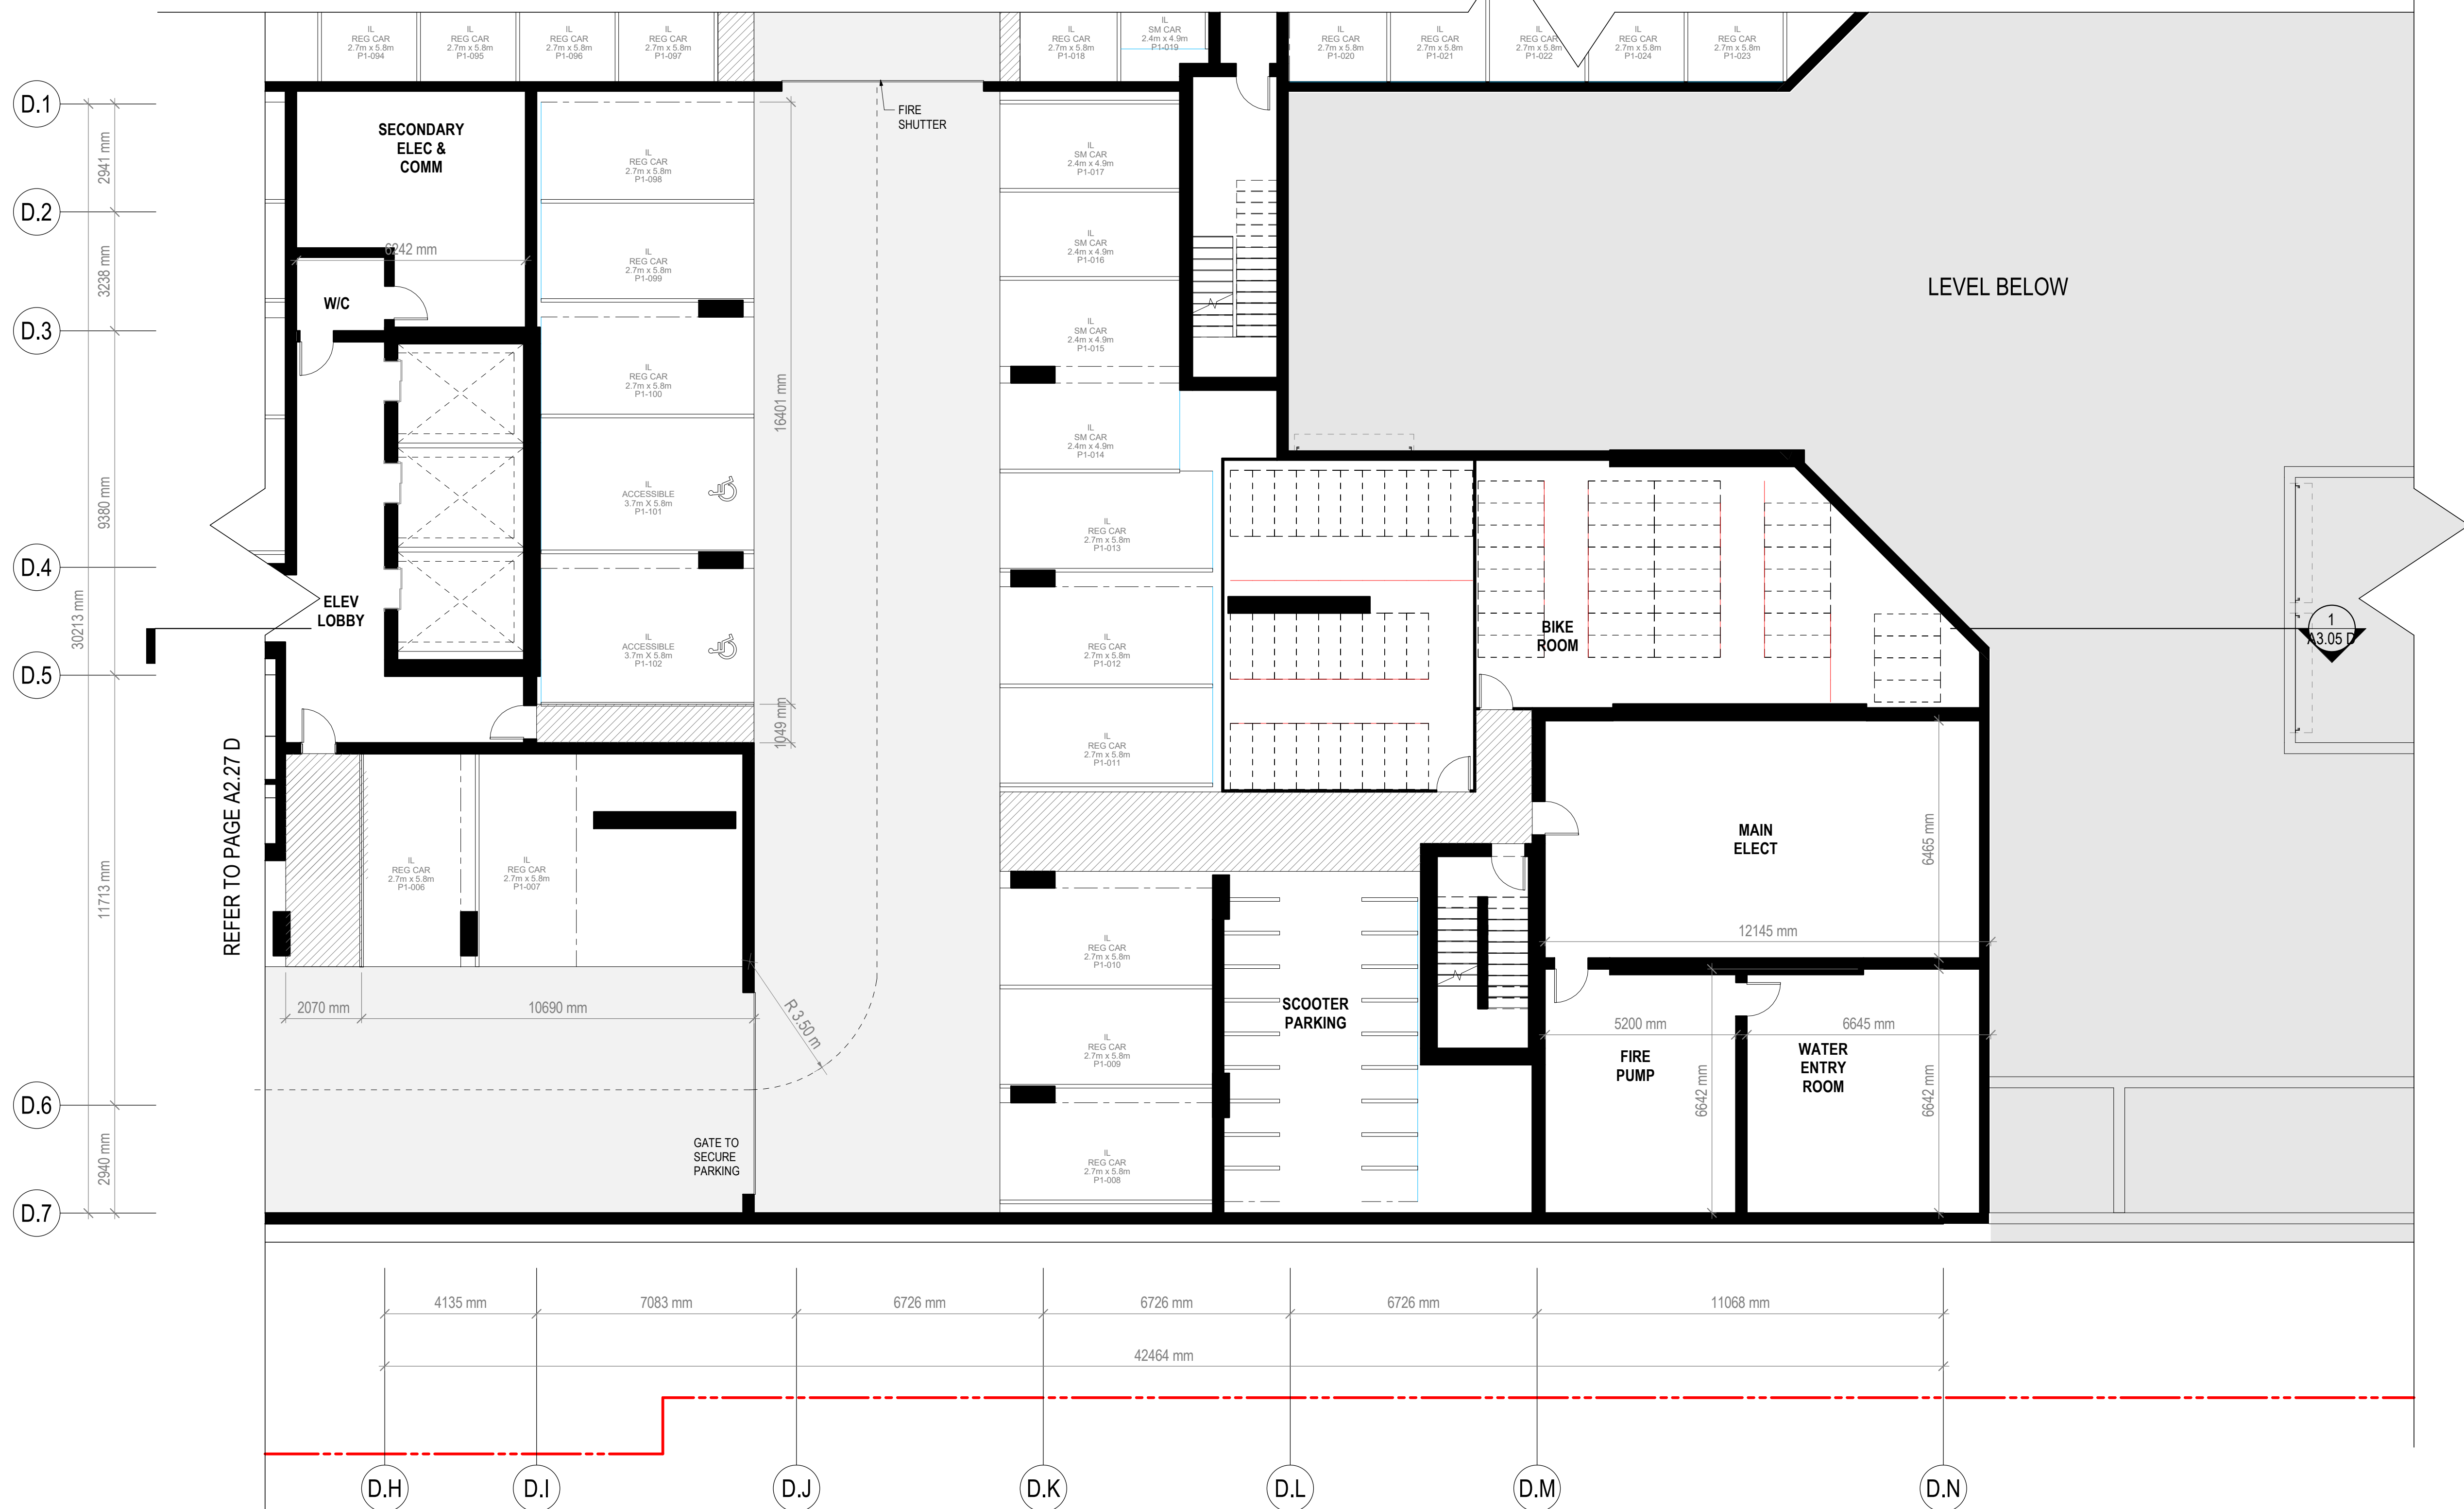 IL
REG CAR
2.7m x 5.8m
P1-094
IL
REG CAR
2.7m x 5.8m
P1-095
IL
REG CAR
2.7m x 5.8m
P1-096
IL
REG CAR
2.7m x 5.8m
P1-097
IL
REG CAR
2.7m x 5.8m
P1-018
IL
SM CAR
2.4m x 4.9m
P1-019
IL
REG CAR
2.7m x 5.8m
P1-020
IL
REG CAR
2.7m x 5.8m
P1-021
IL
REG CAR
2.7m x 5.8m
P1-022
IL
REG CAR
2.7m x 5.8m
P1-024
IL
REG CAR
2.7m x 5.8m
P1-023
D.1
D.2
D.3
D.4
D.5
D.6
D.7
2941 mm
3238 mm
9380 mm
30213 mm
11713 mm
2940 mm
REFER TO PAGE A2.27 D
SECONDARY
ELEC &
COMM
6242 mm
W/C
ELEV
LOBBY
FIRE
SHUTTER
IL
REG CAR
2.7m x 5.8m
P1-098
IL
REG CAR
2.7m x 5.8m
P1-099
IL
REG CAR
2.7m x 5.8m
P1-100
IL
ACCESSIBLE
3.7m X 5.8m
P1-101
IL
ACCESSIBLE
3.7m X 5.8m
P1-102
16401 mm
1049 mm
IL
SM CAR
2.4m x 4.9m
P1-017
IL
SM CAR
2.4m x 4.9m
P1-016
IL
SM CAR
2.4m x 4.9m
P1-015
IL
SM CAR
2.4m x 4.9m
P1-014
IL
REG CAR
2.7m x 5.8m
P1-013
IL
REG CAR
2.7m x 5.8m
P1-012
IL
REG CAR
2.7m x 5.8m
P1-011
LEVEL BELOW
BIKE
ROOM
1
A3.05 D
IL
REG CAR
2.7m x 5.8m
P1-006
IL
REG CAR
2.7m x 5.8m
P1-007
2070 mm
10690 mm
R 3.50 m
GATE TO
SECURE
PARKING
IL
REG CAR
2.7m x 5.8m
P1-010
IL
REG CAR
2.7m x 5.8m
P1-009
IL
REG CAR
2.7m x 5.8m
P1-008
SCOOTER
PARKING
MAIN
ELECT
6465 mm
12145 mm
5200 mm
6645 mm
FIRE
PUMP
6642 mm
WATER
ENTRY
ROOM
6642 mm
4135 mm
7083 mm
6726 mm
6726 mm
6726 mm
11068 mm
42464 mm
D.H
D.I
D.J
D.K
D.L
D.M
D.N